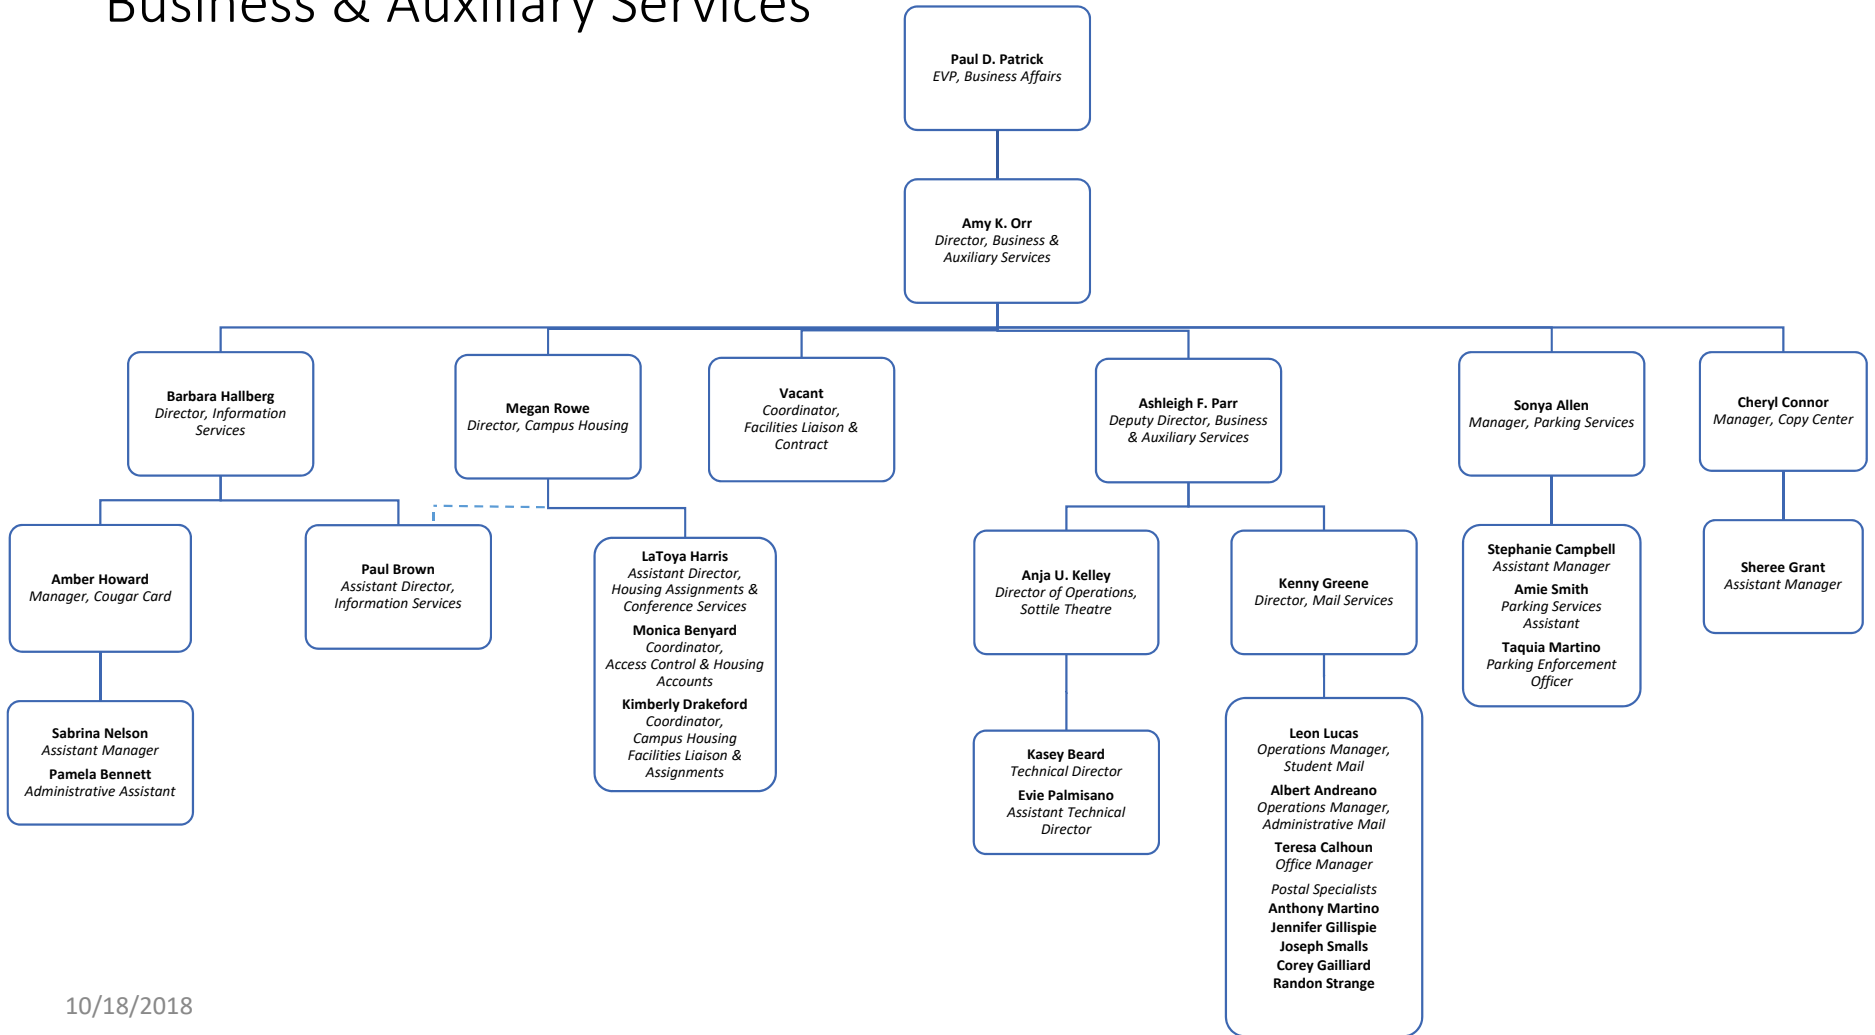 Business & Auxiliary Services
Paul D. Patrick
EVP, Business Affairs
Amy K. Orr
Director, Business &
Auxiliary Services
Barbara Hallberg
Director, Information
Services
Megan Rowe
Director, Campus Housing
Vacant
Coordinator,
Facilities Liaison &
Contract
Ashleigh F. Parr
Deputy Director, Business
& Auxiliary Services
Sonya Allen
Manager, Parking Services
Cheryl Connor
Manager, Copy Center
Amber Howard
Manager, Cougar Card
Paul Brown
Assistant Director,
Information Services
LaToya Harris
Assistant Director,
Housing Assignments &
Conference Services
Monica Benyard
Coordinator,
Access Control & Housing
Accounts
Kimberly Drakeford
Coordinator,
Campus Housing
Facilities Liaison &
Assignments
Anja U. Kelley
Director of Operations,
Sottile Theatre
Kenny Greene
Director, Mail Services
Stephanie Campbell
Assistant Manager
Amie Smith
Parking Services
Assistant
Taquia Martino
Parking Enforcement
Officer
Sheree Grant
Assistant Manager
Sabrina Nelson
Assistant Manager
Pamela Bennett
Administrative Assistant
Kasey Beard
Technical Director
Evie Palmisano
Assistant Technical
Director
Leon Lucas
Operations Manager,
Student Mail
Albert Andreano
Operations Manager,
Administrative Mail
Teresa Calhoun
Office Manager
Postal Specialists
Anthony Martino
Jennifer Gillispie
Joseph Smalls
Corey Gailliard
Randon Strange
10/18/2018